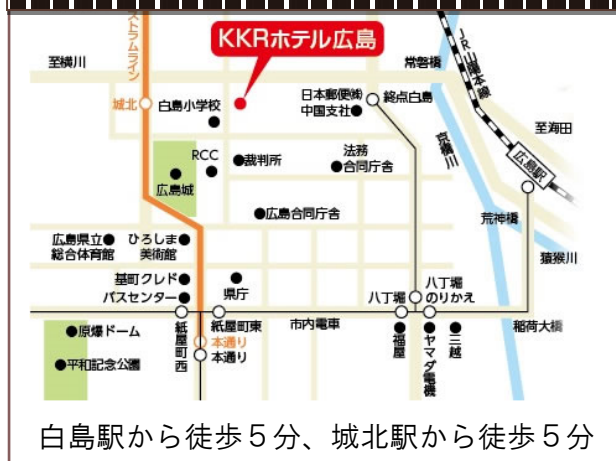 KKRホテル広島
ストラムライン
至横川
常磐橋
JR山陽本線
城北
白島小学校
日本郵便㈱
中国支社
終点白島
至海田
京橋川
広島駅
RCC
裁判所
法務
合同庁舎
広島城
広島合同庁舎
荒神橋
広島県立
総合体育館
ひろしま
美術館
猿猴川
基町クレド
バスセンター
県庁
八丁堀
八丁堀
のりかえ
紙屋町西
紙屋町東
市内電車
稲荷大橋
原爆ドーム
本通り
本通り
福屋
ヤマダ電機
三越
平和記念公園
白島駅から徒歩5分、城北駅から徒歩5分